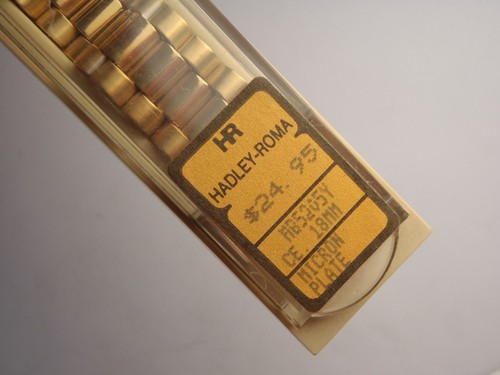 HR
HADLEY-ROMA
$24.95
MB5205Y
CE. 18MM
MICRON
PLATE